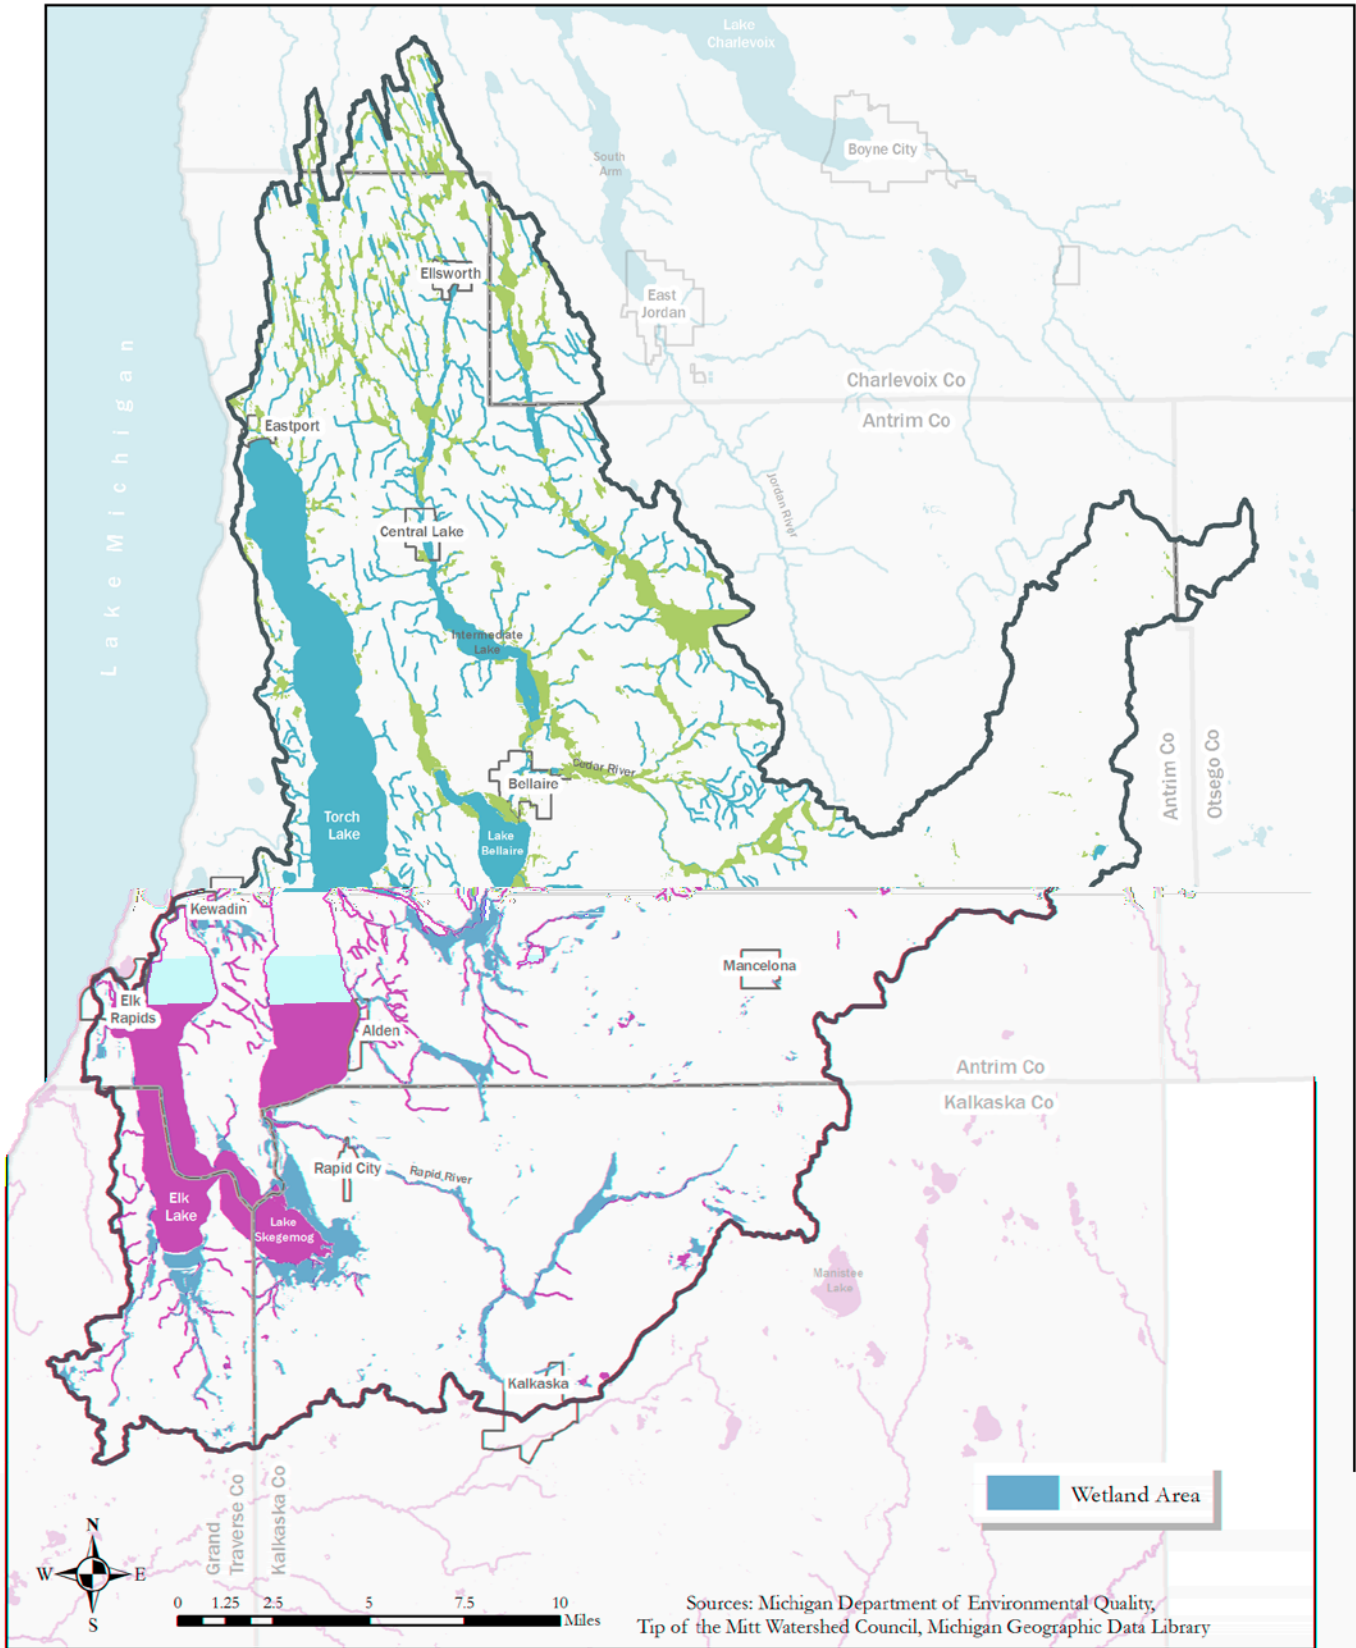 Lake
Charlevoix
Boyne City
South
Arm
Ellsworth
East
Jordan
Lake Michigan
Charlevoix Co
Antrim Co
Eastport
Jordan River
Central Lake
Intermediate
Lake
Antrim Co
Otsego Co
Cedar River
Bellaire
Torch
Lake
Lake
Bellaire
Kewadin
Mancelona
Elk
Rapids
Alden
Antrim Co
Kalkaska Co
Rapid City
Rapid River
Elk
Lake
Lake
Skegemog
Manistee
Lake
Kalkaska
Grand
Traverse Co
Kalkaska Co
Wetland Area
N
W E
S
0 1.25 2.5 5 7.5 10
Miles
Sources: Michigan Department of Environmental Quality,
Tip of the Mitt Watershed Council, Michigan Geographic Data Library